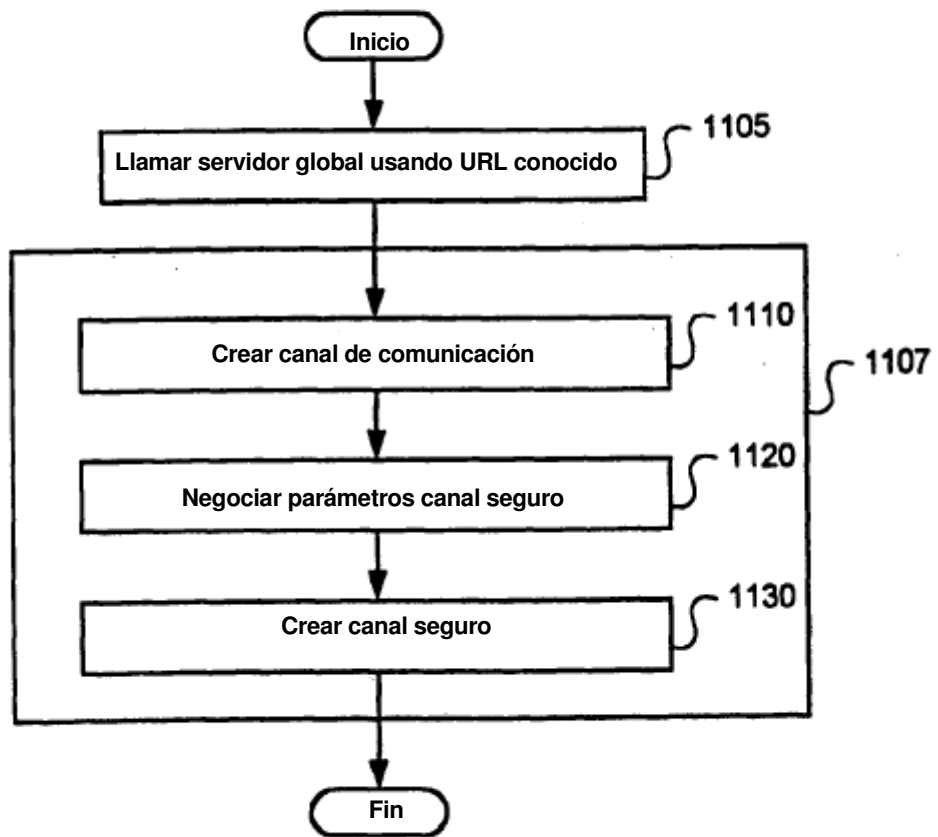 Inicio
Llamar servidor global usando URL conocido
1105
Crear canal de comunicación
1110
1107
Negociar parámetros canal seguro
1120
Crear canal seguro
1130
Fin